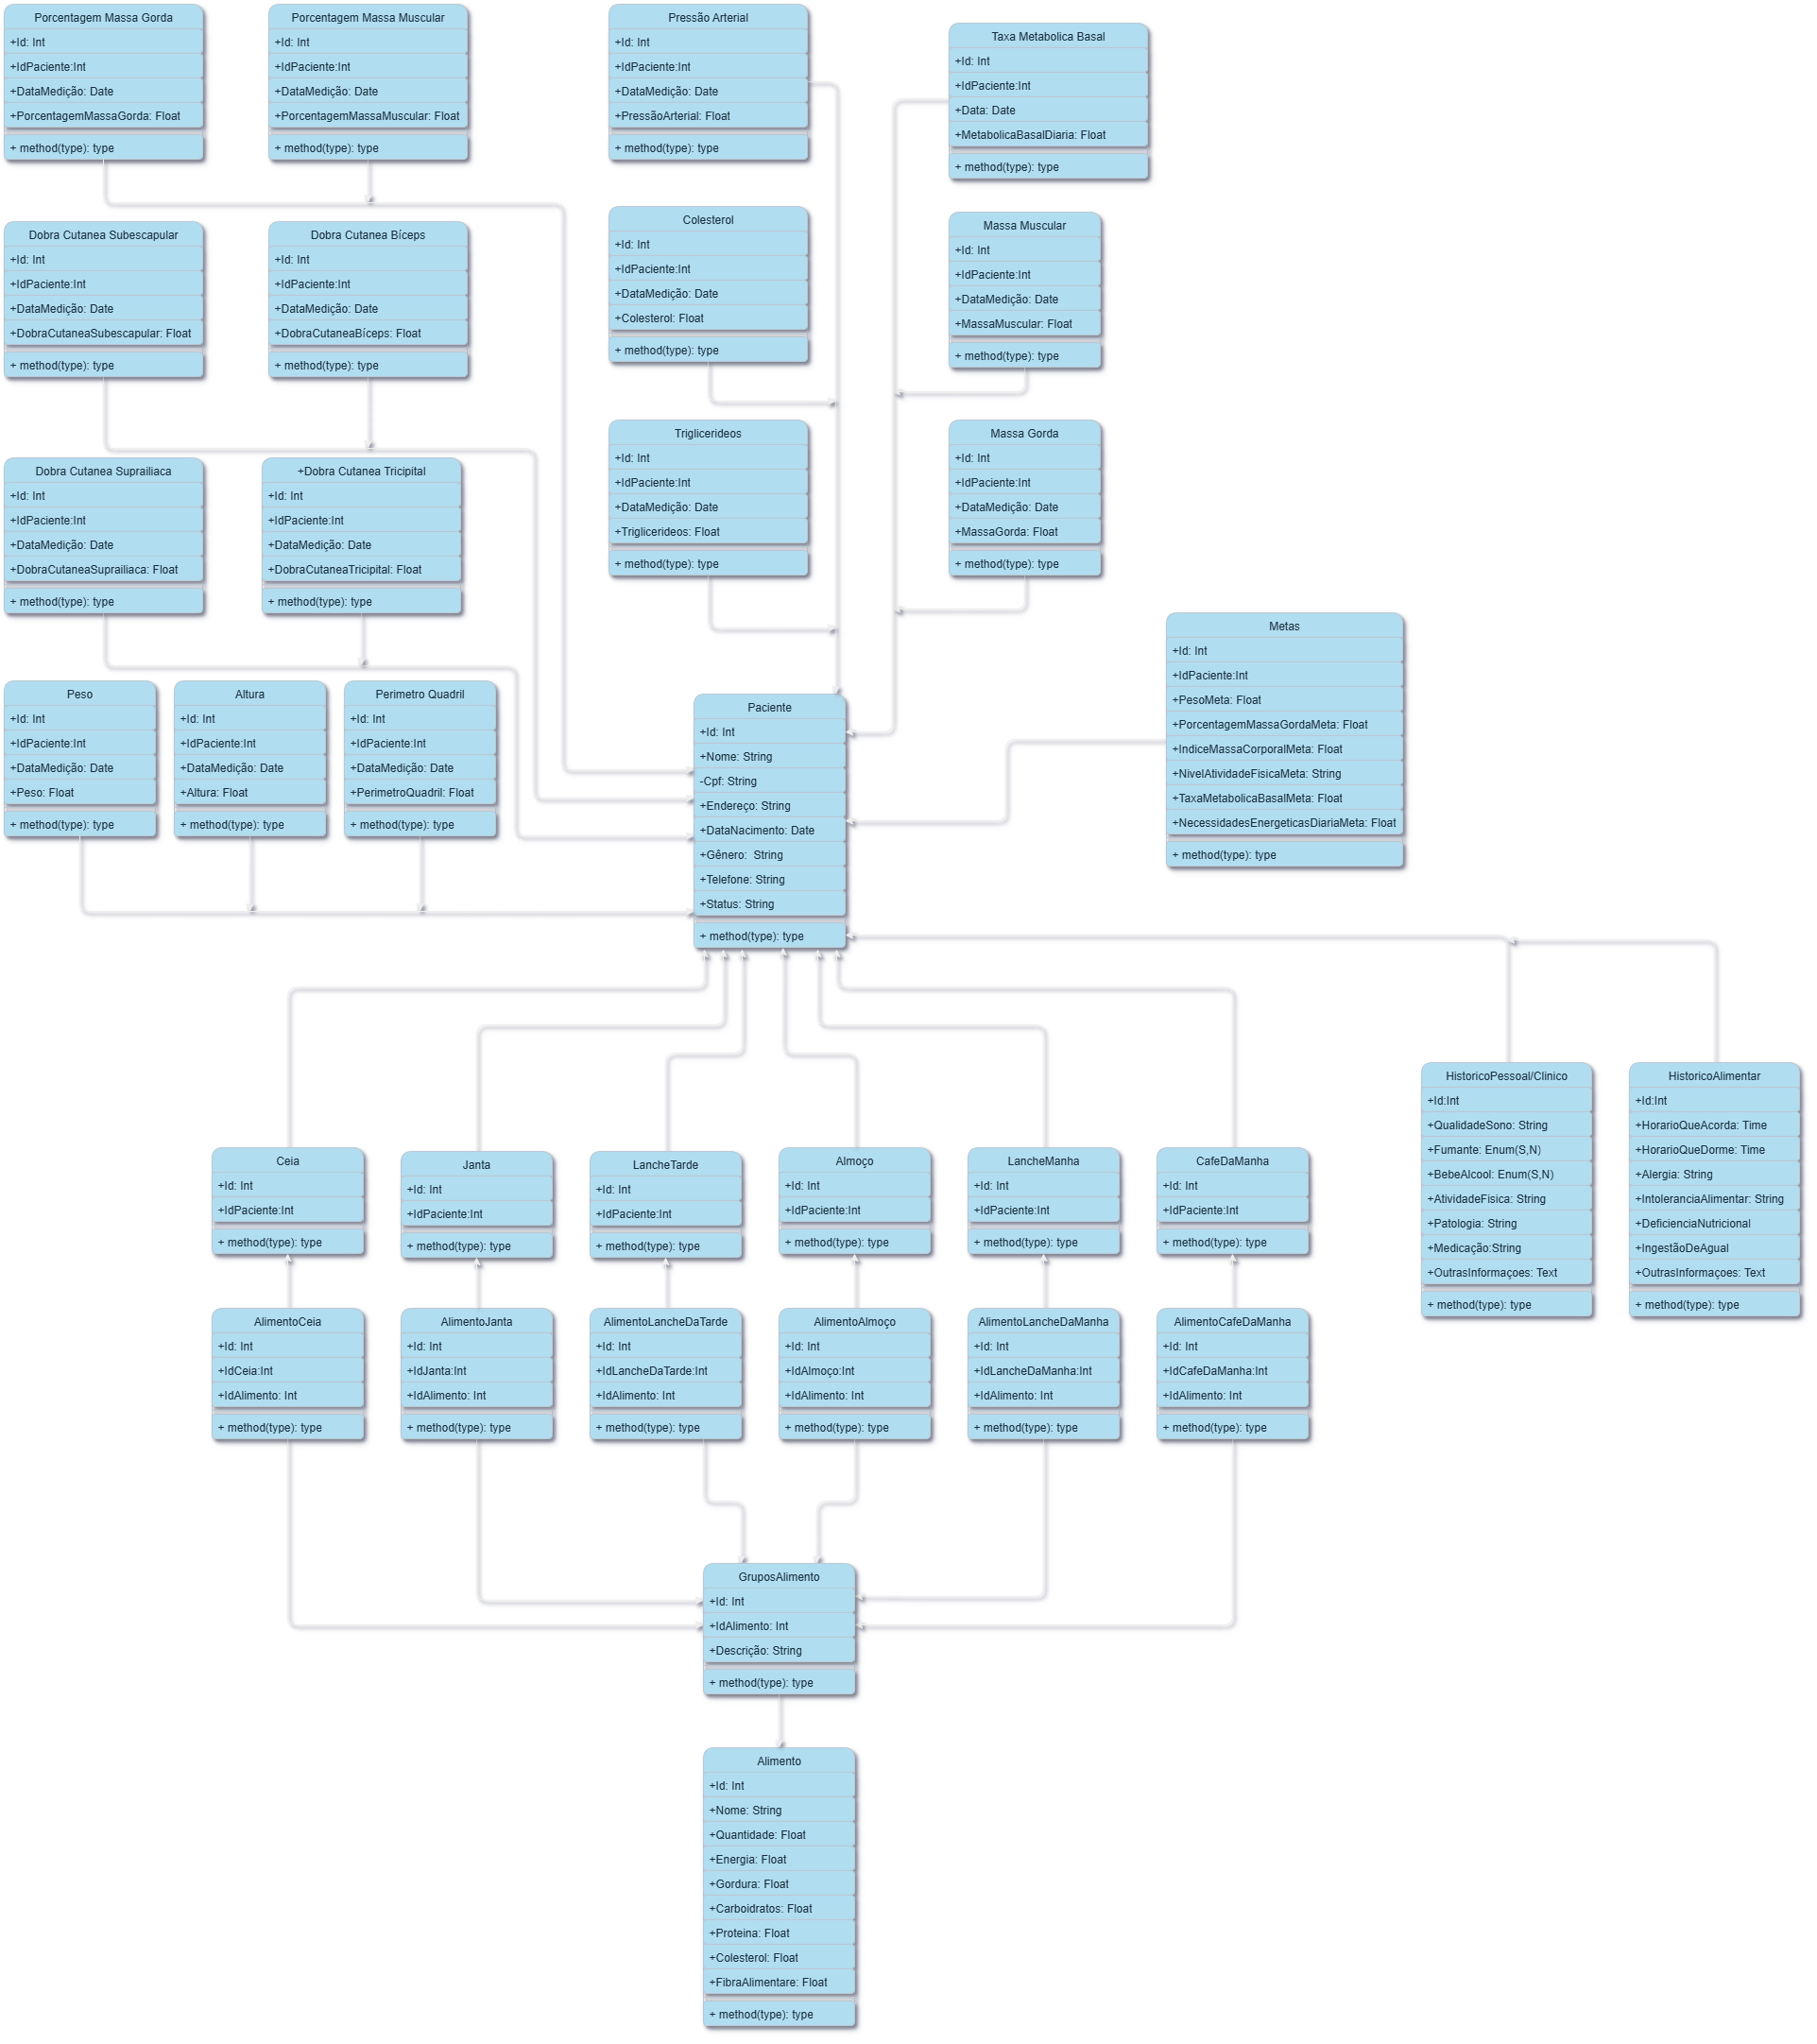 Porcentagem Massa Gorda
+Id: Int
+IdPaciente:Int
+DataMedição: Date
+PorcentagemMassaGorda: Float
+ method(type): type
Porcentagem Massa Muscular
+Id: Int
+IdPaciente:Int
+DataMedição: Date
+PorcentagemMassaMuscular: Float
+ method(type): type
Pressão Arterial
+Id: Int
+IdPaciente:Int
+DataMedição: Date
+PressãoArterial: Float
+ method(type): type
Taxa Metabolica Basal
+Id: Int
+IdPaciente:Int
+Data: Date
+MetabolicaBasalDiaria: Float
+ method(type): type
Dobra Cutanea Subescapular
+Id: Int
+IdPaciente:Int
+DataMedição: Date
+DobraCutaneaSubescapular: Float
+ method(type): type
Dobra Cutanea Bíceps
+Id: Int
+IdPaciente:Int
+DataMedição: Date
+DobraCutaneaBíceps: Float
+ method(type): type
Colesterol
+Id: Int
+IdPaciente:Int
+DataMedição: Date
+Colesterol: Float
+ method(type): type
Massa Muscular
+Id: Int
+IdPaciente:Int
+DataMedição: Date
+MassaMuscular: Float
+ method(type): type
Dobra Cutanea Suprailiaca
+Id: Int
+IdPaciente:Int
+DataMedição: Date
+DobraCutaneaSuprailiaca: Float
+ method(type): type
+Dobra Cutanea Tricipital
+Id: Int
+IdPaciente:Int
+DataMedição: Date
+DobraCutaneaTricipital: Float
+ method(type): type
Triglicerideos
+Id: Int
+IdPaciente:Int
+DataMedição: Date
+Triglicerideos: Float
+ method(type): type
Massa Gorda
+Id: Int
+IdPaciente:Int
+DataMedição: Date
+MassaGorda: Float
+ method(type): type
Metas
+Id: Int
+IdPaciente:Int
+PesoMeta: Float
+PorcentagemMassaGordaMeta: Float
+IndiceMassaCorporalMeta: Float
+NivelAtividadeFisicaMeta: String
+TaxaMetabolicaBasalMeta: Float
+NecessidadesEnergeticasDiariaMeta: Float
+ method(type): type
Peso
+Id: Int
+IdPaciente:Int
+DataMedição: Date
+Peso: Float
+ method(type): type
Altura
+Id: Int
+IdPaciente:Int
+DataMedição: Date
+Altura: Float
+ method(type): type
Perimetro Quadril
+Id: Int
+IdPaciente:Int
+DataMedição: Date
+PerimetroQuadril: Float
+ method(type): type
Paciente
+Id: Int
+Nome: String
-Cpf: String
+Endereço: String
+DataNacimento: Date
+Gênero:  String
+Telefone: String
+Status: String
+ method(type): type
HistoricoPessoal/Clinico
+Id:Int
+QualidadeSono: String
+Fumante: Enum(S,N)
+BebeAlcool: Enum(S,N)
+AtividadeFisica: String
+Patologia: String
+Medicação:String
+OutrasInformaçoes: Text
+ method(type): type
HistoricoAlimentar
+Id:Int
+HorarioQueAcorda: Time
+HorarioQueDorme: Time
+Alergia: String
+IntoleranciaAlimentar: String
+DeficienciaNutricional
+IngestãoDeAgual
+OutrasInformaçoes: Text
+ method(type): type
Ceia
+Id: Int
+IdPaciente:Int
+ method(type): type
Janta
+Id: Int
+IdPaciente:Int
+ method(type): type
LancheTarde
+Id: Int
+IdPaciente:Int
+ method(type): type
Almoço
+Id: Int
+IdPaciente:Int
+ method(type): type
LancheManha
+Id: Int
+IdPaciente:Int
+ method(type): type
CafeDaManha
+Id: Int
+IdPaciente:Int
+ method(type): type
AlimentoCeia
+Id: Int
+IdCeia:Int
+IdAlimento: Int
+ method(type): type
AlimentoJanta
+Id: Int
+IdJanta:Int
+IdAlimento: Int
+ method(type): type
AlimentoLancheDaTarde
+Id: Int
+IdLancheDaTarde:Int
+IdAlimento: Int
+ method(type): type
AlimentoAlmoço
+Id: Int
+IdAlmoço:Int
+IdAlimento: Int
+ method(type): type
AlimentoLancheDaManha
+Id: Int
+IdLancheDaManha:Int
+IdAlimento: Int
+ method(type): type
AlimentoCafeDaManha
+Id: Int
+IdCafeDaManha:Int
+IdAlimento: Int
+ method(type): type
GruposAlimento
+Id: Int
+IdAlimento: Int
+Descrição: String
+ method(type): type
Alimento
+Id: Int
+Nome: String
+Quantidade: Float
+Energia: Float
+Gordura: Float
+Carboidratos: Float
+Proteina: Float
+Colesterol: Float
+FibraAlimentare: Float
+ method(type): type